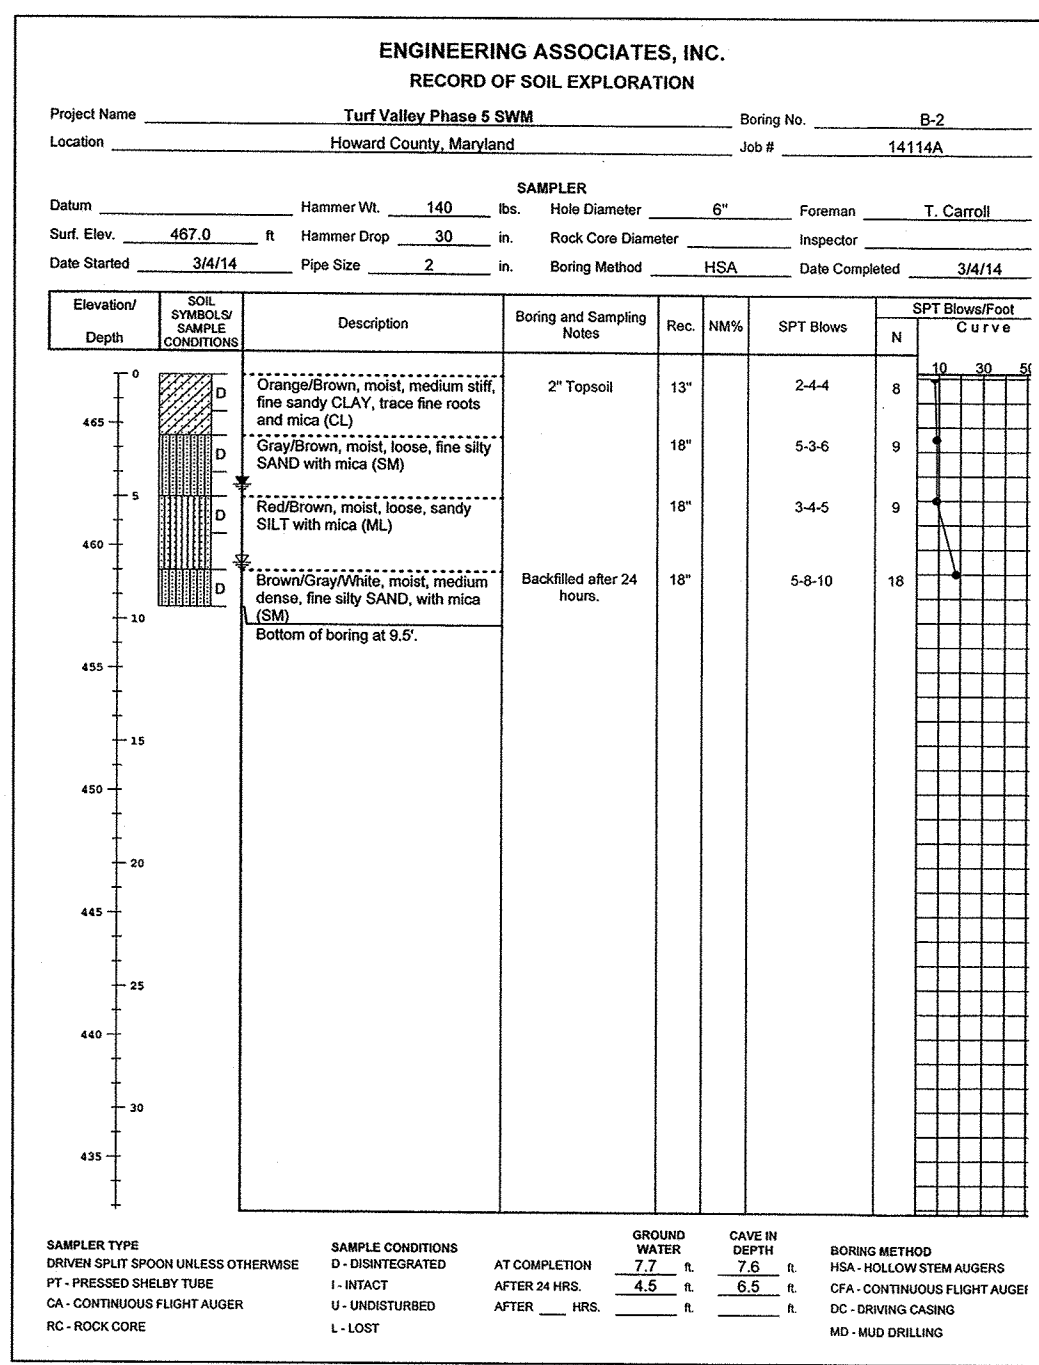 ENGINEERING ASSOCIATES, INC.
RECORD OF SOIL EXPLORATION
Project Name Turf Valley Phase 5 SWM Boring No. B-2
Location Howard County, Maryland Job # 14114A
SAMPLER
Datum Hammer Wt. 140 lbs. Hole Diameter 6" Foreman T. Carroll
Surf. Elev. 467.0 ft Hammer Drop 30 in. Rock Core Diameter Inspector
Date Started 3/4/14 Pipe Size 2 in. Boring Method HSA Date Completed 3/4/14
Elevation/ Depth
SOIL SYMBOLS/ SAMPLE CONDITIONS
Description
Boring and Sampling Notes
Rec.
NM%
SPT Blows
SPT Blows/Foot
N
Curve
10 30 50
0
D
Orange/Brown, moist, medium stiff, 2" Topsoil 13" 2-4-4 8
fine sandy CLAY, trace fine roots
and mica (CL)
465
D
Gray/Brown, moist, loose, fine silty 18" 5-3-6 9
SAND with mica (SM)
5
D
Red/Brown, moist, loose, sandy 18" 3-4-5 9
SILT with mica (ML)
460
D
Brown/Gray/White, moist, medium Backfilled after 24 18" 5-8-10 18
dense, fine silty SAND, with mica hours.
(SM)
10
Bottom of boring at 9.5'.
455
15
450
20
445
25
440
30
435
SAMPLER TYPE
DRIVEN SPLIT SPOON UNLESS OTHERWISE
PT - PRESSED SHELBY TUBE
CA - CONTINUOUS FLIGHT AUGER
RC - ROCK CORE
SAMPLE CONDITIONS
D - DISINTEGRATED
I - INTACT
U - UNDISTURBED
L - LOST
GROUND WATER CAVE IN DEPTH
AT COMPLETION 7.7 ft. 7.6 ft.
AFTER 24 HRS. 4.5 ft. 6.5 ft.
AFTER HRS. ft. ft.
BORING METHOD
HSA - HOLLOW STEM AUGERS
CFA - CONTINUOUS FLIGHT AUGER
DC - DRIVING CASING
MD - MUD DRILLING